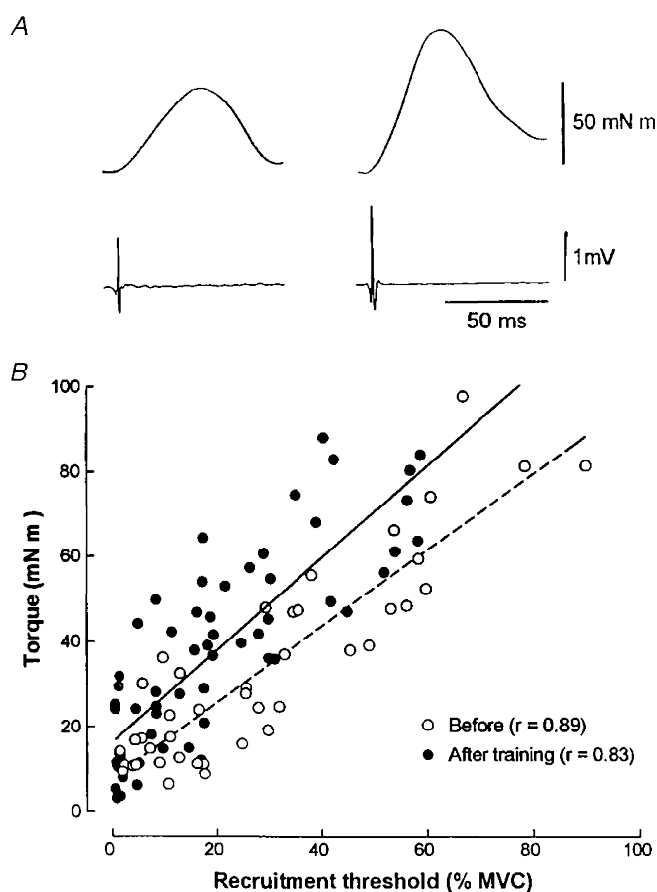 A
50 mN m
1mV
50 ms
B
100
80
60
40
20
0
Torque (mN m)
Before (r = 0.89)
After training (r = 0.83)
0
20
40
60
80
100
Recruitment threshold (% MVC)